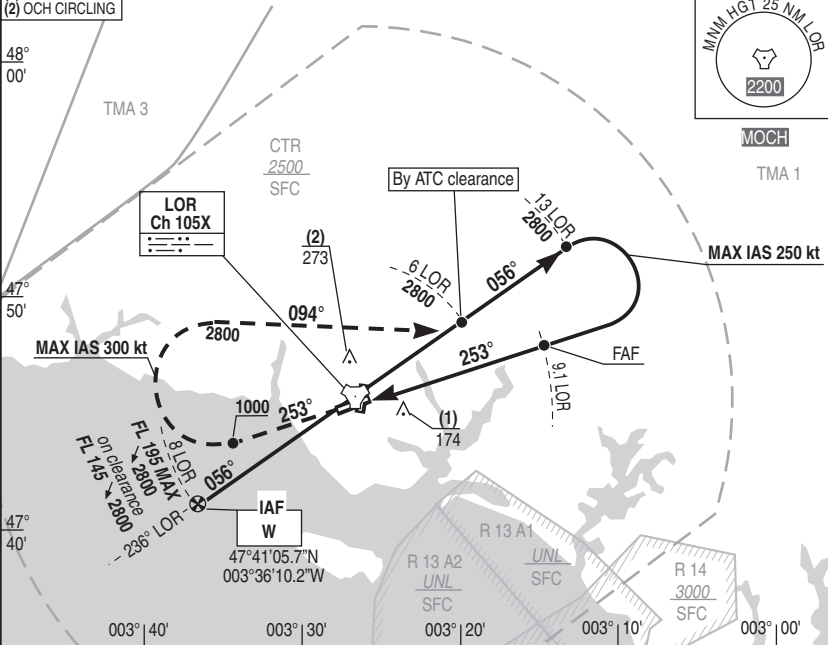 (2) OCH CIRCLING
MNM HGT 25 NM LOR
2200
MOCH
TMA 1
48°
00'
TMA 3
CTR
2500
SFC
By ATC clearance
LOR
Ch 105X
(2)
273
13 LOR
2800
6 LOR
2800
056°
MAX IAS 250 kt
47°
50'
094°
2800
MAX IAS 300 kt
253°
FAF
9.1 LOR
1000
253°
(1)
174
8 LOR
FL 195 MAX
2800
on clearance
FL 145
2800
056°
236° LOR
IAF
W
47°41'05.7"N
003°36'10.2"W
47°
40'
R 13 A1
UNL
SFC
R 13 A2
UNL
SFC
R 14
3000
SFC
003° 40'
003° 30'
003° 20'
003° 10'
003° 00'